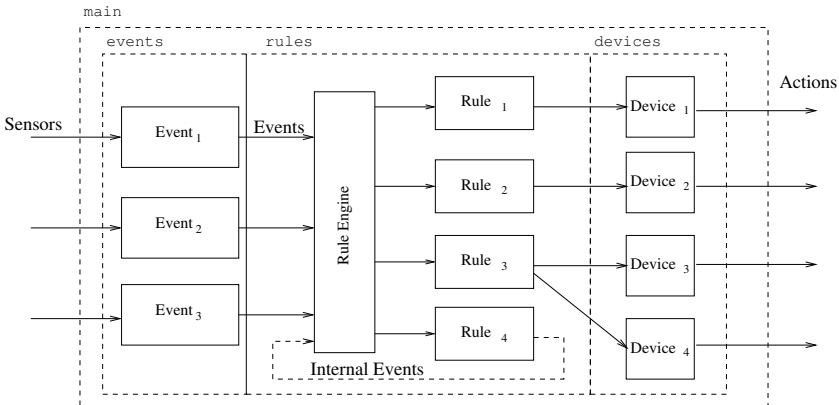 main
events
rules
devices
Sensors
Event 1
Event 2
Event 3
Events
Rule Engine
Rule 1
Rule 2
Rule 3
Rule 4
Internal Events
Device 1
Device 2
Device 3
Device 4
Actions